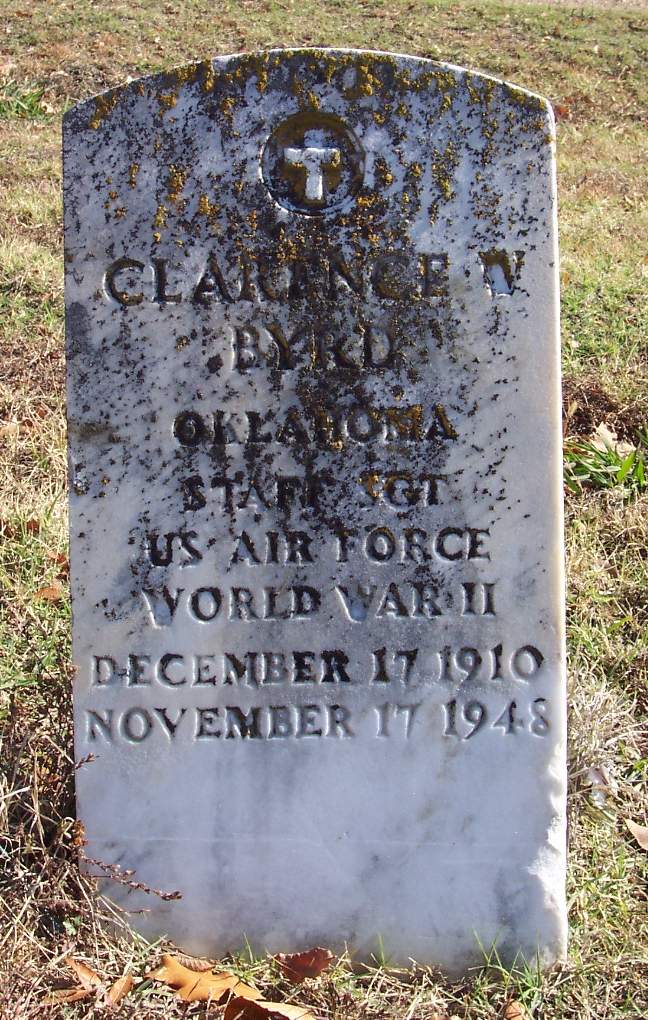 CLARENCE W
BYRD
OKLAHOMA
STAFF SGT
US AIR FORCE
WORLD WAR II
DECEMBER 17 1910
NOVEMBER 17 1948